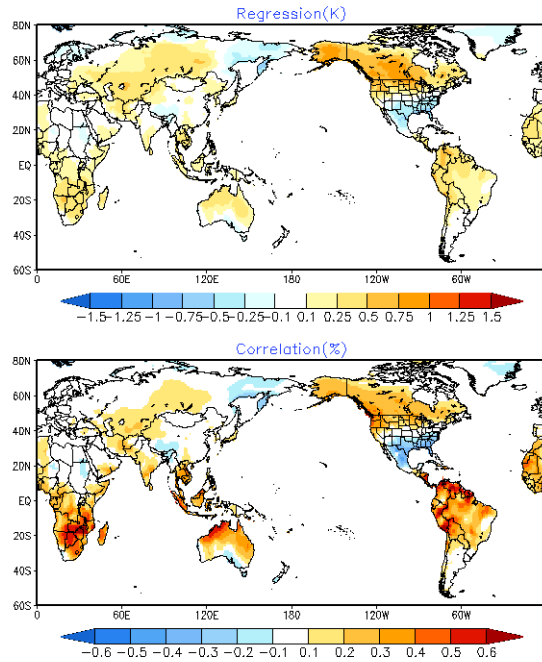 Regression(K)
80N
60N
40N
20N
EQ
20S
40S
60S
0 60E 120E 180 120W 60W
-1.5 -1.25 -1 -0.75 -0.5 -0.25 -0.1 0.1 0.25 0.5 0.75 1 1.25 1.5
Correlation(%)
80N
60N
40N
20N
EQ
20S
40S
60S
0 60E 120E 180 120W 60W
-0.6 -0.5 -0.4 -0.3 -0.2 -0.1 0.1 0.2 0.3 0.4 0.5 0.6